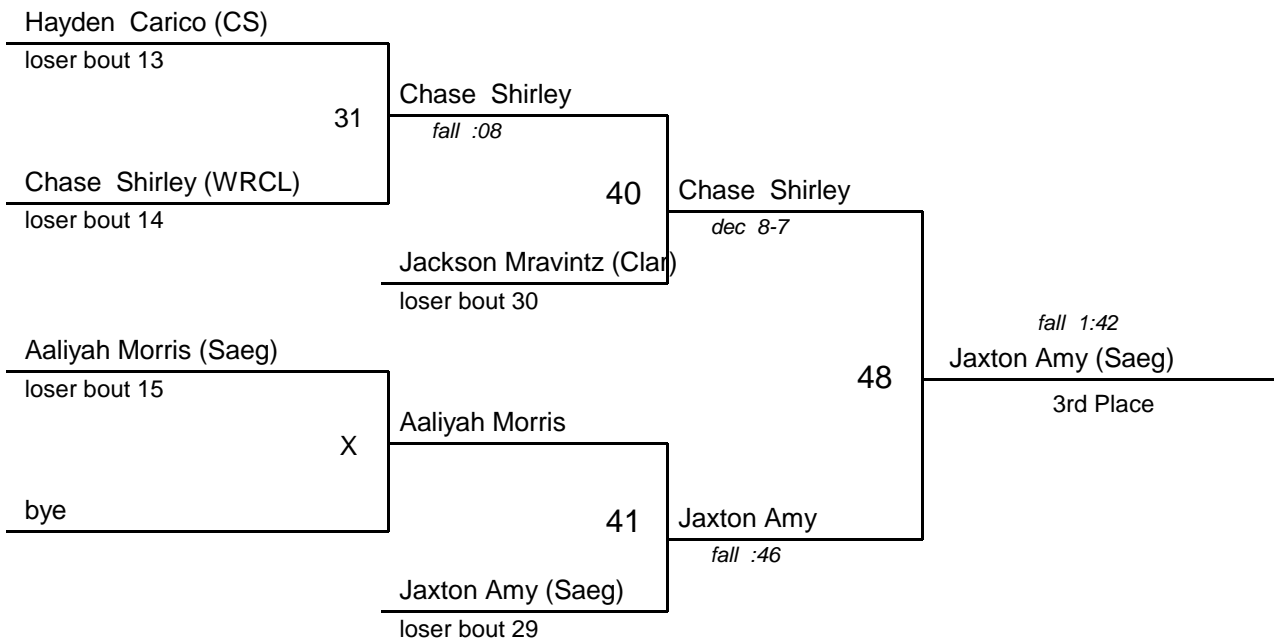 Hayden Carico (CS)
loser bout 13
31
Chase Shirley
fall :08
Chase Shirley (WRCL)
loser bout 14
40
Chase Shirley
dec 8-7
Jackson Mravintz (Clar)
loser bout 30
Aaliyah Morris (Saeg)
loser bout 15
48
fall 1:42
Jaxton Amy (Saeg)
3rd Place
X
Aaliyah Morris
bye
41
Jaxton Amy
fall :46
Jaxton Amy (Saeg)
loser bout 29